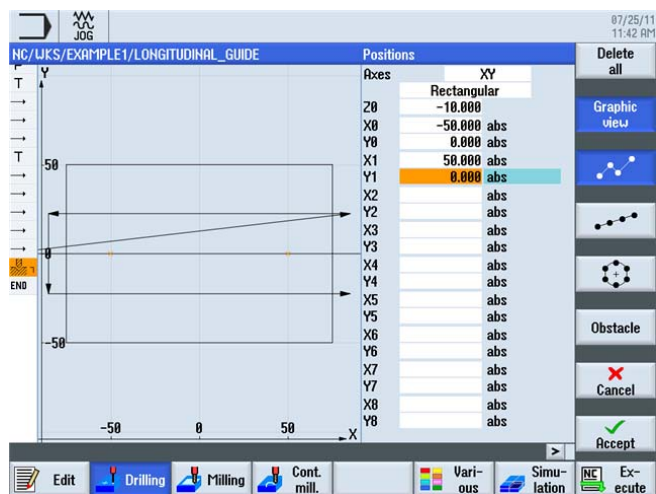 JOG
07/25/11
11:42 AM
NC/WKS/EXAMPLE1/LONGITUDINAL_GUIDE
T
T
END
Y
50
0
-50
-50 0 50
X
Positions
Axes XY
Rectangular
Z0 -10.000
X0 -50.000 abs
Y0 0.000 abs
X1 50.000 abs
Y1 0.000 abs
X2 abs
Y2 abs
X3 abs
Y3 abs
X4 abs
Y4 abs
X5 abs
Y5 abs
X6 abs
Y6 abs
X7 abs
Y7 abs
X8 abs
Y8 abs
>
Delete
all
Graphic
view
Obstacle
Cancel
Accept
Edit
Drilling
Milling
Cont.
mill.
Vari-
ous
Simu-
lation
NC
Ex-
ecute